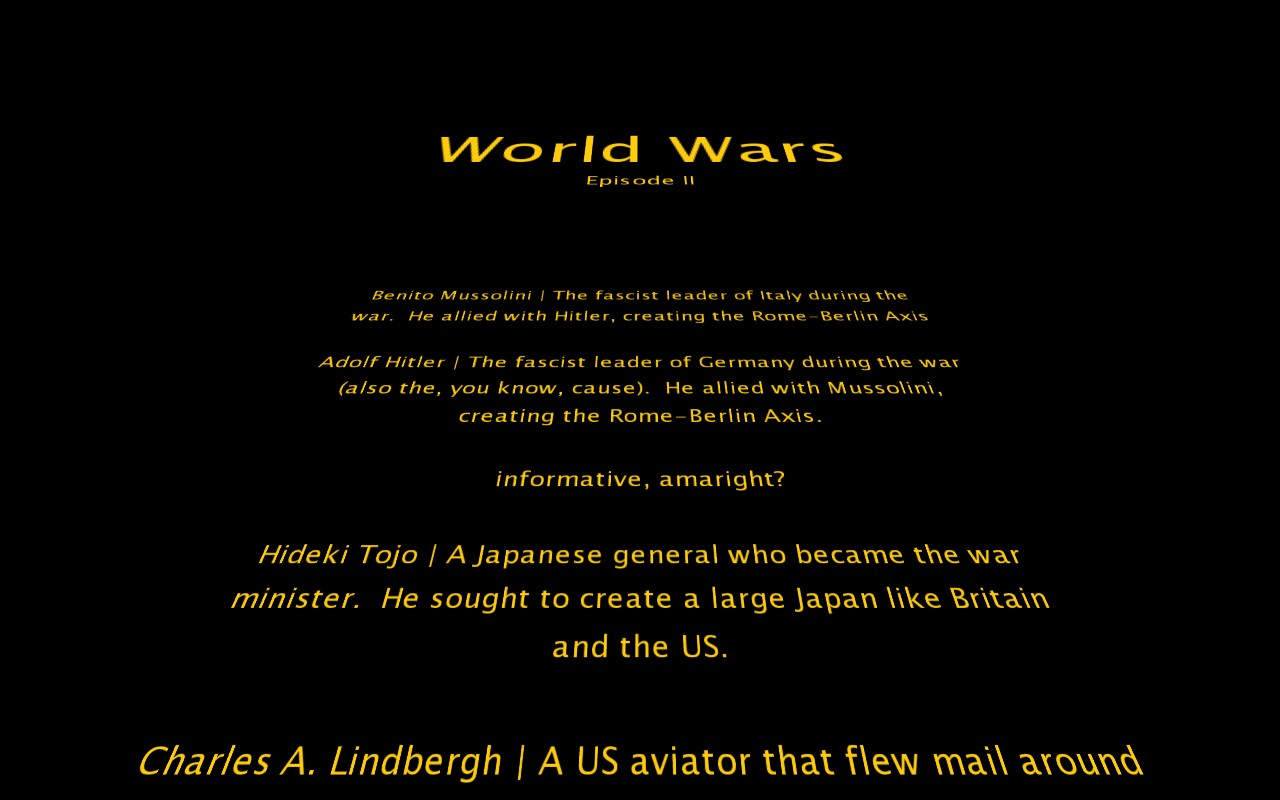 World Wars
Episode II
Benito Mussolini | The fascist leader of Italy during the
war.  He allied with Hitler, creating the Rome-Berlin Axis
Adolf Hitler | The fascist leader of Germany during the war
(also the, you know, cause).  He allied with Mussolini,
creating the Rome-Berlin Axis.
informative, amaright?
Hideki Tojo | A Japanese general who became the war
minister.  He sought to create a large Japan like Britain
and the US.
Charles A. Lindbergh | A US aviator that flew mail around